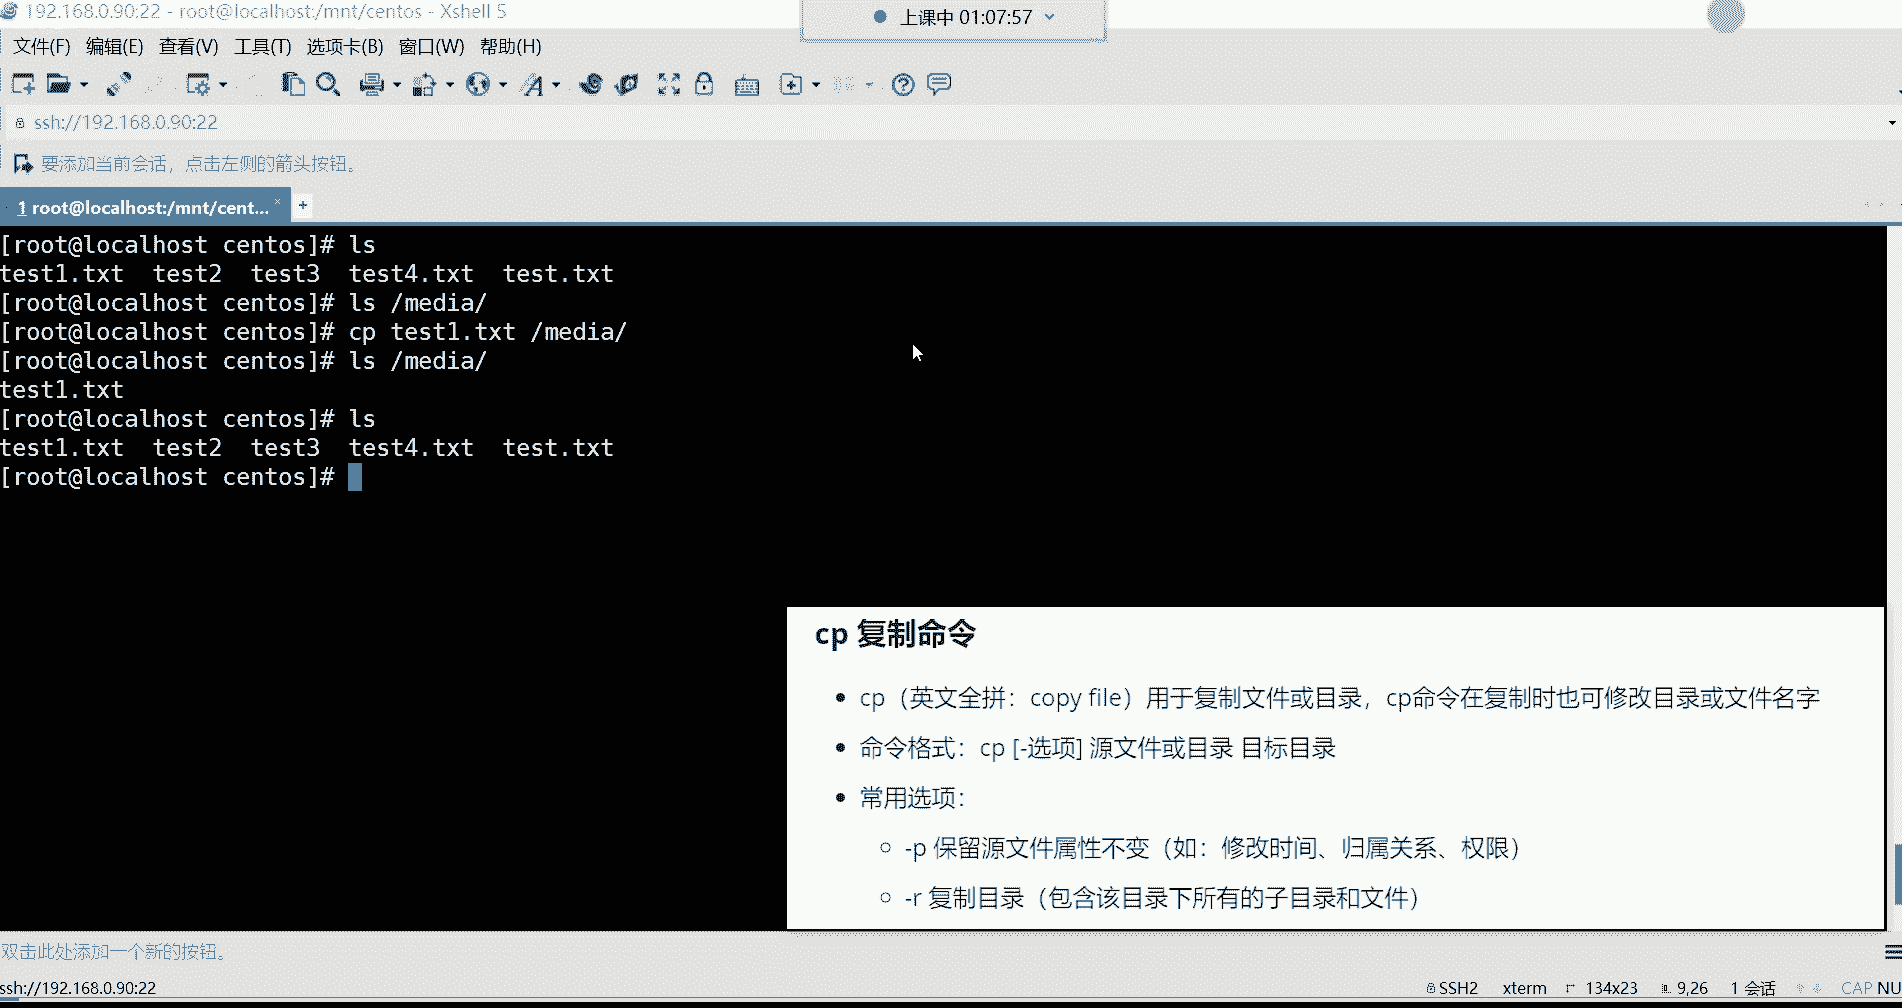 192.168.0.90:22 - root@localhost:/mnt/centos - Xshell 5
上课中 01:07:57
文件(F) 编辑(E) 查看(V) 工具(T) 选项卡(B) 窗口(W) 帮助(H)
ssh://192.168.0.90:22
要添加当前会话，点击左侧的箭头按钮。
1 root@localhost:/mnt/cent... × +
[root@localhost centos]# ls
test1.txt  test2  test3  test4.txt  test.txt
[root@localhost centos]# ls /media/
[root@localhost centos]# cp test1.txt /media/
[root@localhost centos]# ls /media/
test1.txt
[root@localhost centos]# ls
test1.txt  test2  test3  test4.txt  test.txt
[root@localhost centos]#
cp 复制命令
• cp（英文全拼：copy file）用于复制文件或目录，cp命令在复制时也可修改目录或文件名字
• 命令格式：cp [-选项] 源文件或目录 目标目录
• 常用选项：
○ -p 保留源文件属性不变（如：修改时间、归属关系、权限）
○ -r 复制目录（包含该目录下所有的子目录和文件）
双击此处添加一个新的按钮。
ssh://192.168.0.90:22 SSH2 xterm 134x23 9,26 1 会话 CAP NU